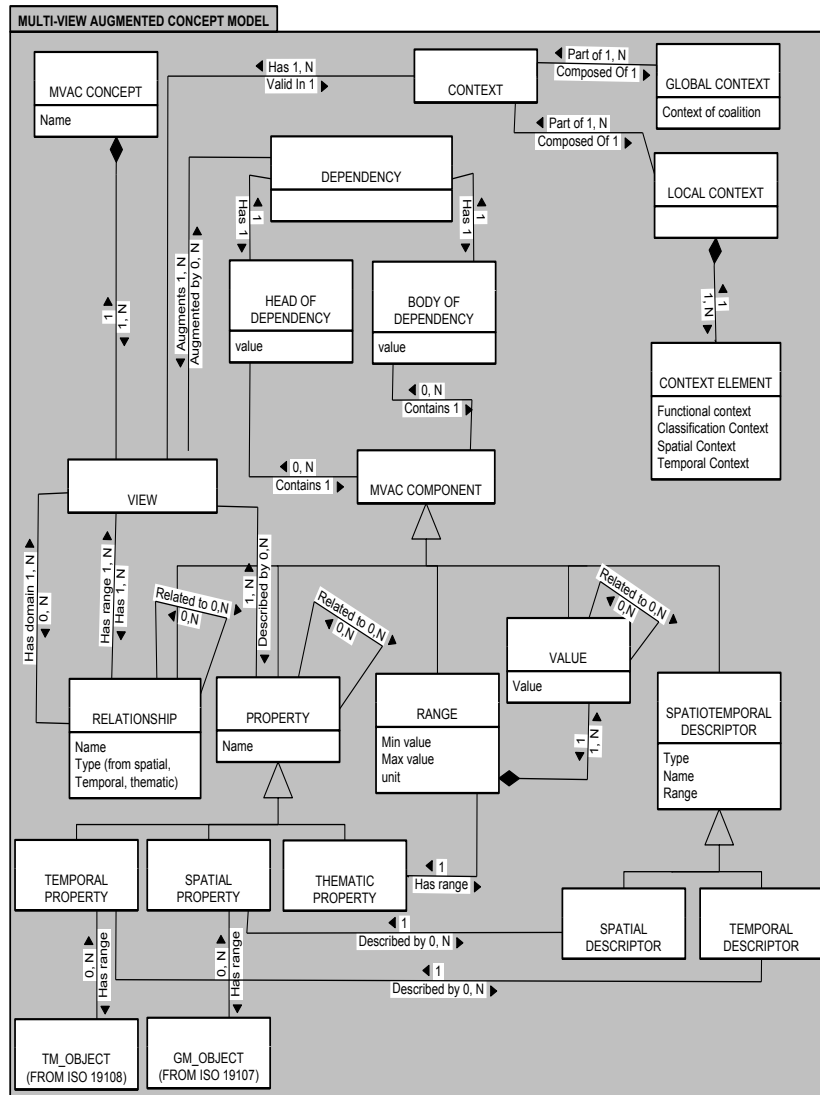 MULTI-VIEW AUGMENTED CONCEPT MODEL
MVAC CONCEPT
Name
Has 1, N
Valid In 1
CONTEXT
Part of 1, N
Composed Of 1
GLOBAL CONTEXT
Context of coalition
Part of 1, N
Composed Of 1
LOCAL CONTEXT
DEPENDENCY
Has 1
1
Has 1
1
Augments 1, N
Augmented by 0, N
1
1, N
HEAD OF
DEPENDENCY
value
BODY OF
DEPENDENCY
value
1
1, N
CONTEXT ELEMENT
Functional context
Classification Context
Spatial Context
Temporal Context
0, N
Contains 1
0, N
Contains 1
VIEW
MVAC COMPONENT
Has domain 1, N
0, N
Has range 1, N
Has 1, N
1, N
Described by 0,N
Related to 0,N
0,N
Related to 0,N
0,N
Related to 0,N
0,N
VALUE
Value
RELATIONSHIP
Name
Type (from spatial,
Temporal, thematic)
PROPERTY
Name
RANGE
Min value
Max value
unit
1
1, N
SPATIOTEMPORAL
DESCRIPTOR
Type
Name
Range
TEMPORAL
PROPERTY
SPATIAL
PROPERTY
THEMATIC
PROPERTY
1
Has range
SPATIAL
DESCRIPTOR
TEMPORAL
DESCRIPTOR
1
Described by 0, N
1
Described by 0, N
0, N
Has range
0, N
Has range
TM_OBJECT
(FROM ISO 19108)
GM_OBJECT
(FROM ISO 19107)